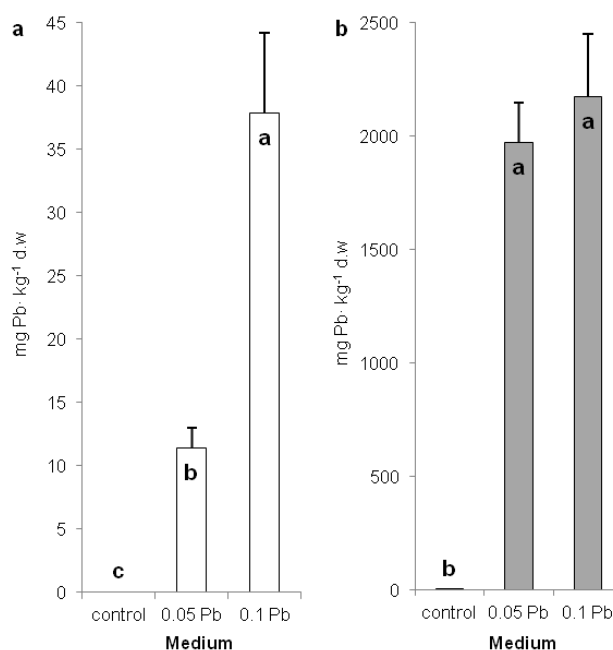 a
45
40
35
30
25
20
15
10
5
0
mg Pb· kg⁻¹ d.w
c
b
a
control 0.05 Pb 0.1 Pb
Medium
b
2500
2000
1500
1000
500
0
mg Pb· kg⁻¹ d.w
b
a
a
control 0.05 Pb 0.1 Pb
Medium